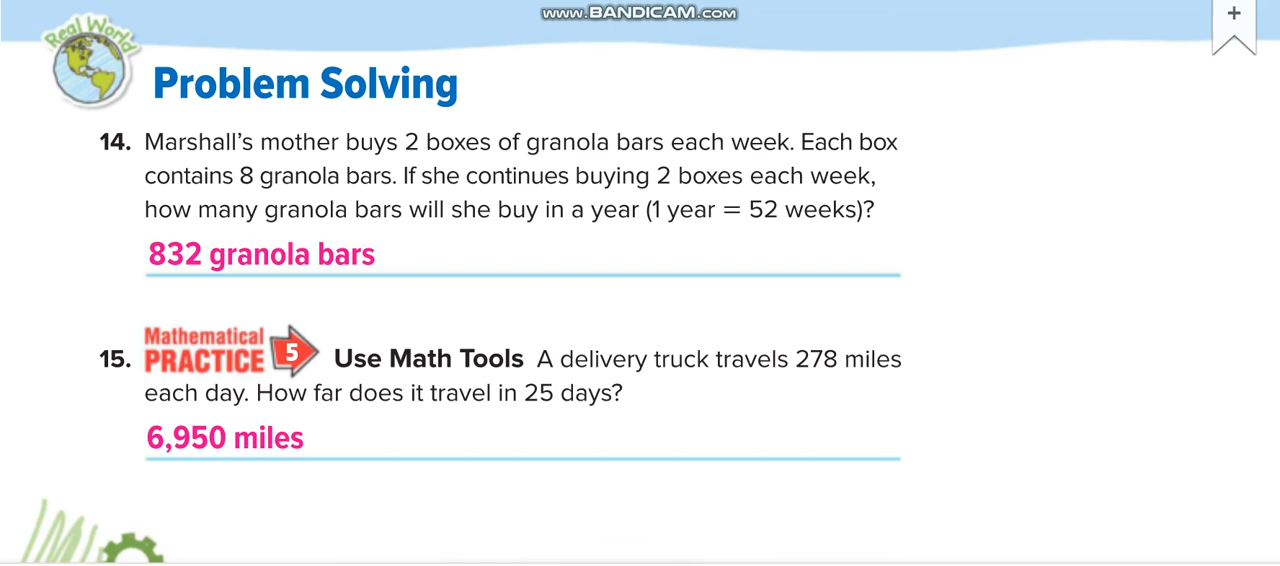 www.BANDICAM.com
+
Real World
Problem Solving
14. Marshall’s mother buys 2 boxes of granola bars each week. Each box
contains 8 granola bars. If she continues buying 2 boxes each week,
how many granola bars will she buy in a year (1 year = 52 weeks)?
832 granola bars
15. Mathematical PRACTICE 5 Use Math Tools A delivery truck travels 278 miles
each day. How far does it travel in 25 days?
6,950 miles